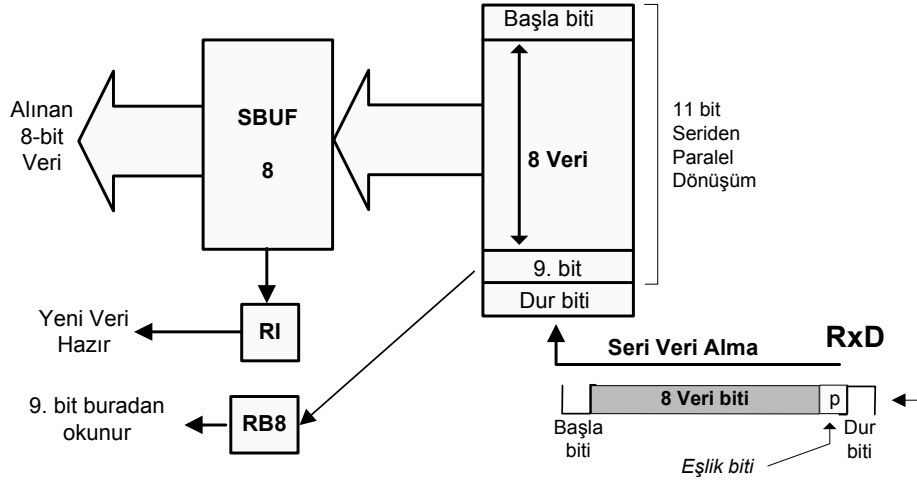 Başla biti
Alınan
8-bit
Veri
SBUF
8
8 Veri
11 bit
Seriden
Paralel
Dönüşüm
9. bit
Dur biti
Yeni Veri
Hazır
RI
Seri Veri Alma
RxD
9. bit buradan
okunur
RB8
8 Veri biti
p
Başla
biti
Dur
biti
Eşlik biti